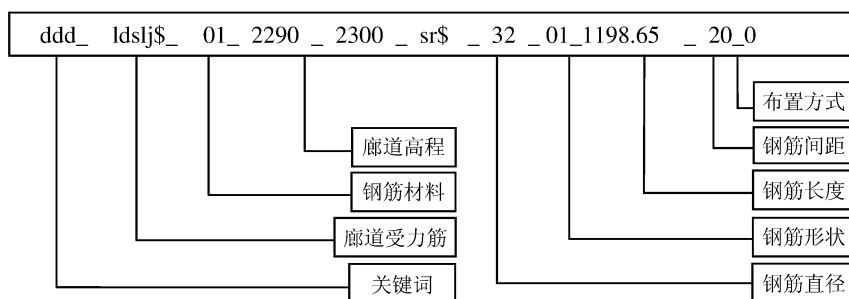 ddd_ ldslj$_ 01_ 2290 _ 2300 _ sr$ _ 32 _ 01_1198.65 _ 20_0
布置方式
廊道高程
钢筋间距
钢筋材料
钢筋长度
廊道受力筋
钢筋形状
关键词
钢筋直径